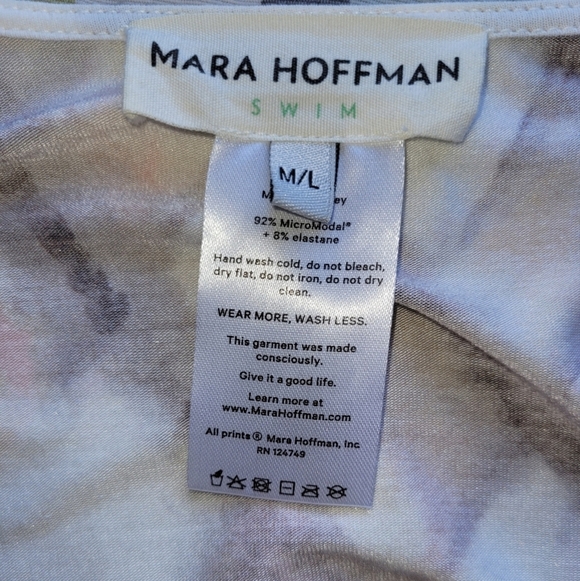 MARA HOFFMAN
SWIM
M/L
92% MicroModal®
+ 8% elastane
Hand wash cold, do not bleach,
dry flat, do not iron, do not dry
clean.
WEAR MORE, WASH LESS.
This garment was made
consciously.
Give it a good life.
Learn more at
www.MaraHoffman.com
All prints ® Mara Hoffman, Inc
RN 124749